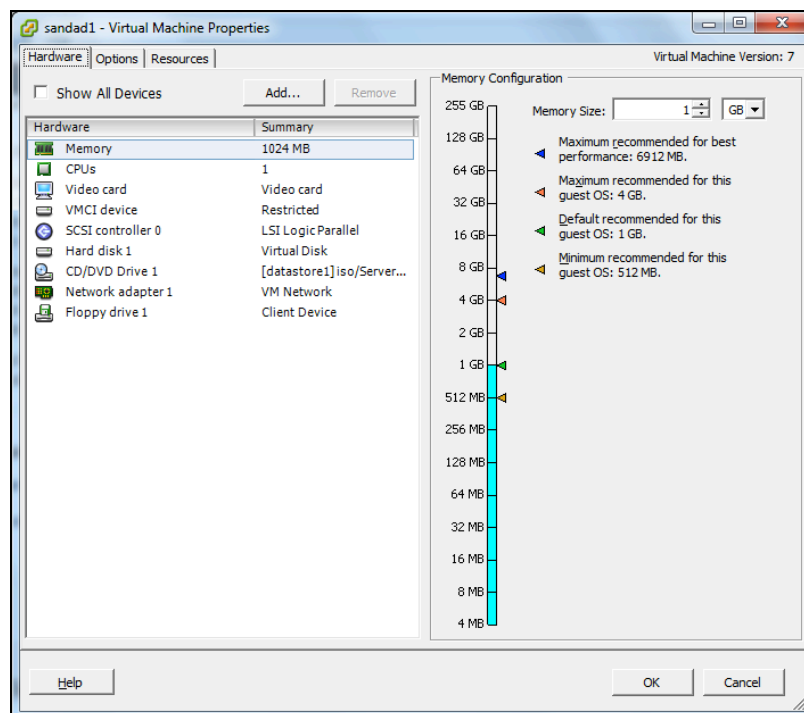 sandad1 - Virtual Machine Properties
Hardware Options Resources
Virtual Machine Version: 7
Show All Devices
Add...
Remove
Hardware Summary
Memory 1024 MB
CPUs 1
Video card Video card
VMCI device Restricted
SCSI controller 0 LSI Logic Parallel
Hard disk 1 Virtual Disk
CD/DVD Drive 1 [datastore1] iso/Server...
Network adapter 1 VM Network
Floppy drive 1 Client Device
Memory Configuration
255 GB
128 GB
64 GB
32 GB
16 GB
8 GB
4 GB
2 GB
1 GB
512 MB
256 MB
128 MB
64 MB
32 MB
16 MB
8 MB
4 MB
Memory Size: 1 GB
Maximum recommended for best
performance: 6912 MB.
Maximum recommended for this
guest OS: 4 GB.
Default recommended for this
guest OS: 1 GB.
Minimum recommended for this
guest OS: 512 MB.
Help
OK
Cancel